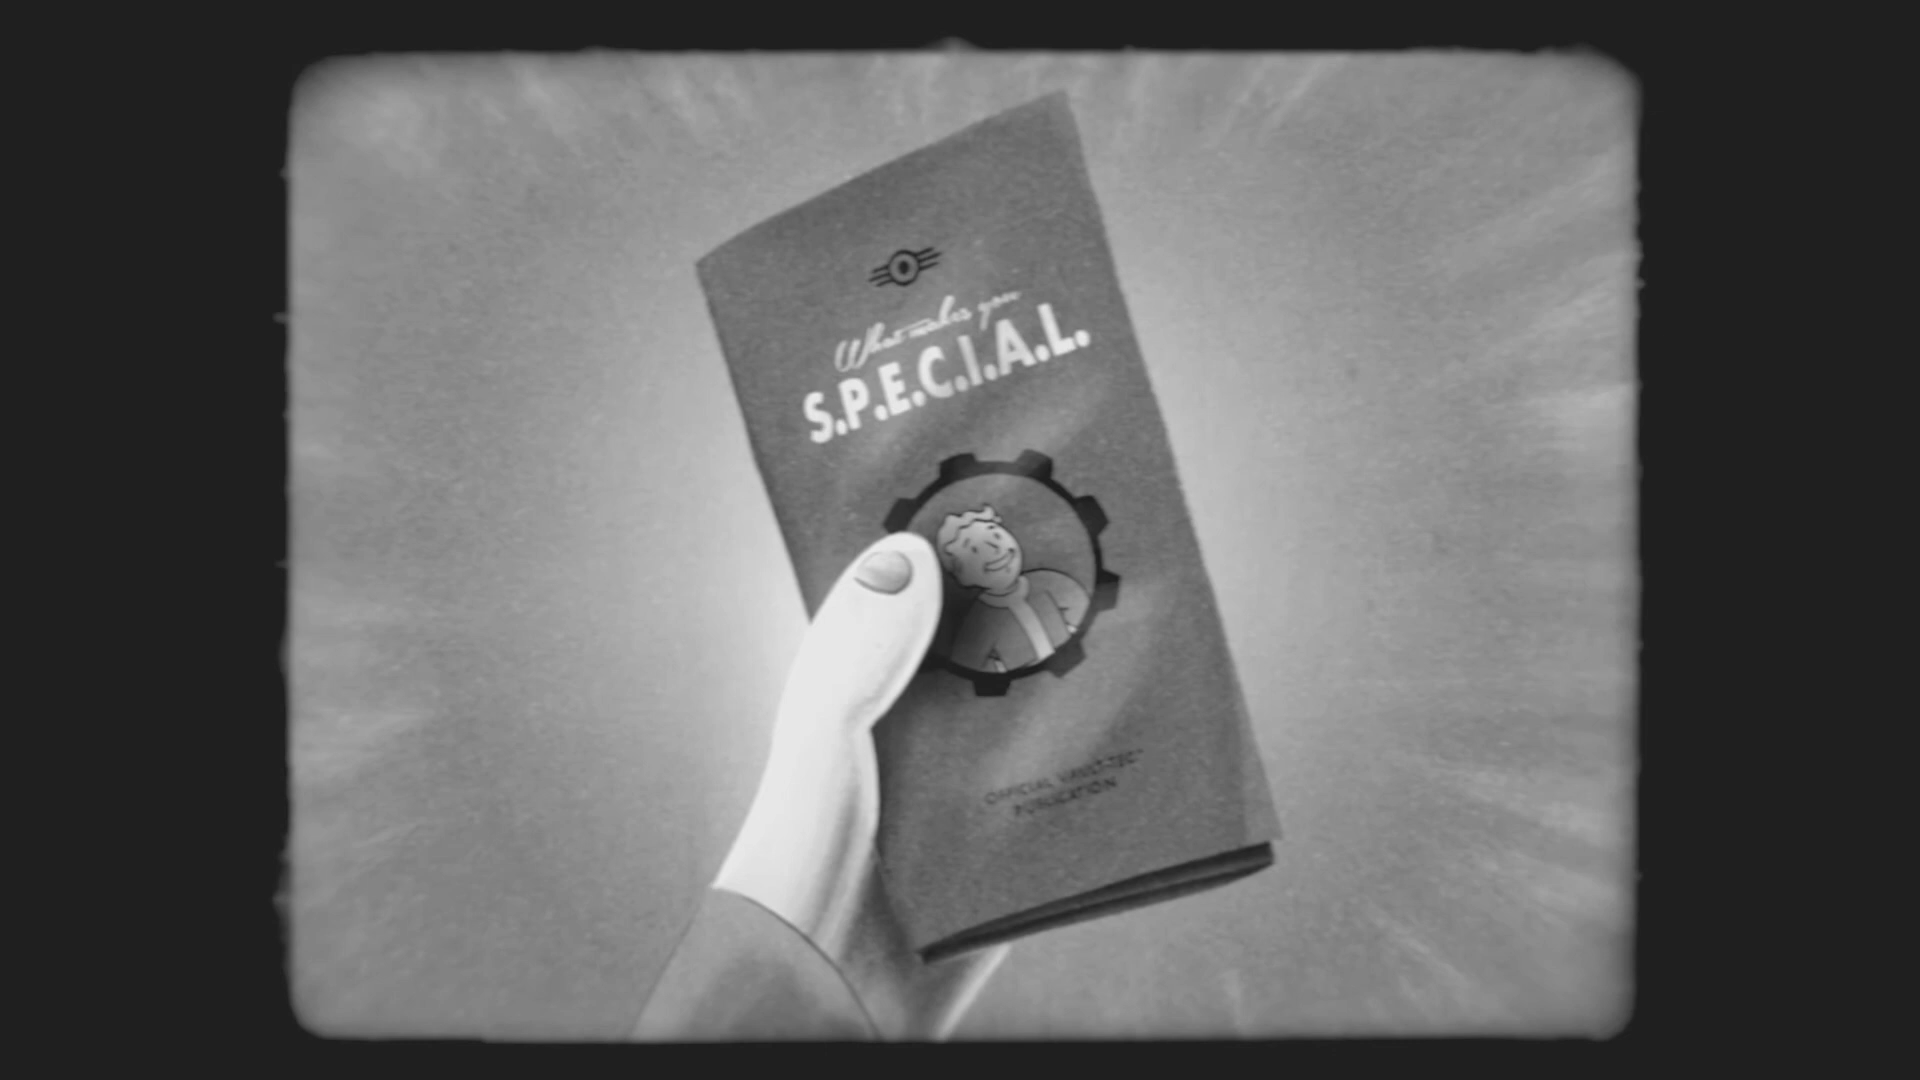 What makes you
S.P.E.C.I.A.L.
OFFICIAL VAULT-TEC
PUBLICATION